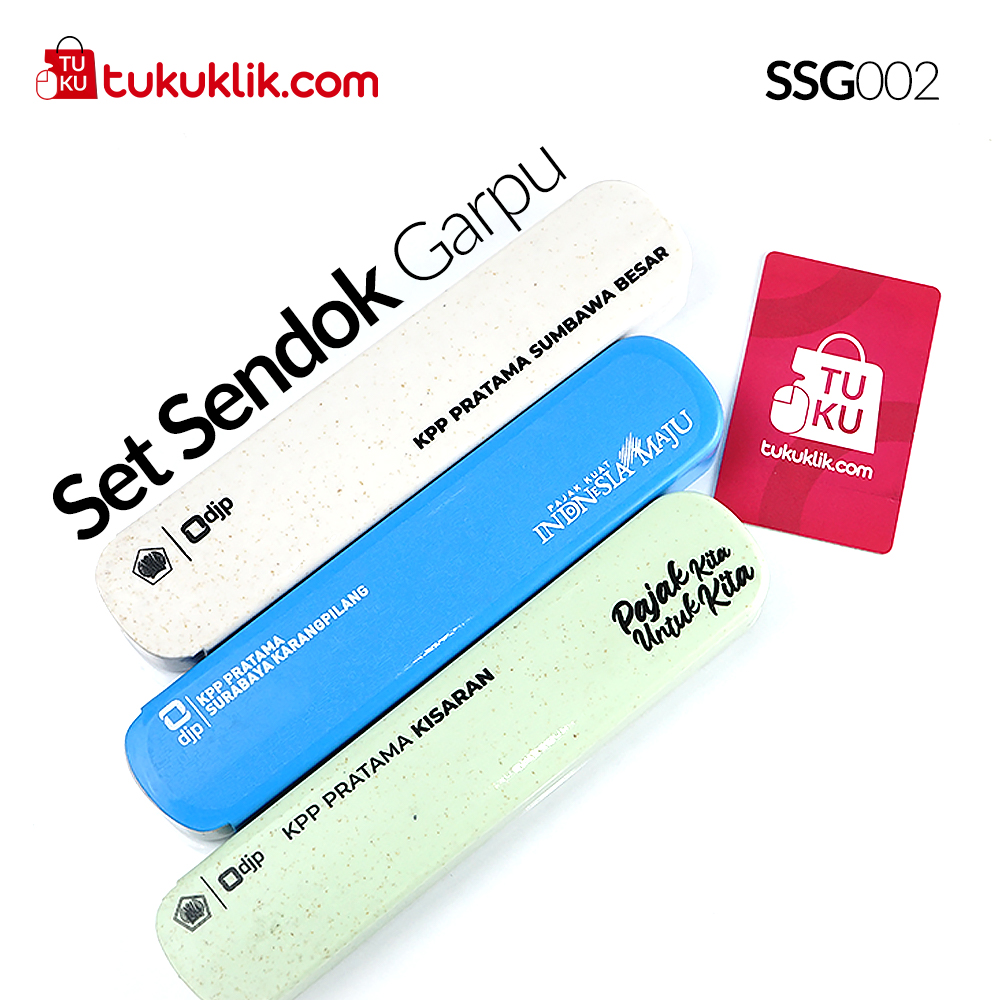 TU
KU
tukuklik.com
SSG002
Set Sendok Garpu
KPP PRATAMA SUMBAWA BESAR
djp
PAJAK KUAT
INDONESIA MAJU
KPP PRATAMA
SURABAYA KARANGPILANG
djp
Pajak Kita
Untuk Kita
KPP PRATAMA KISARAN
djp
TU
KU
tukuklik.com